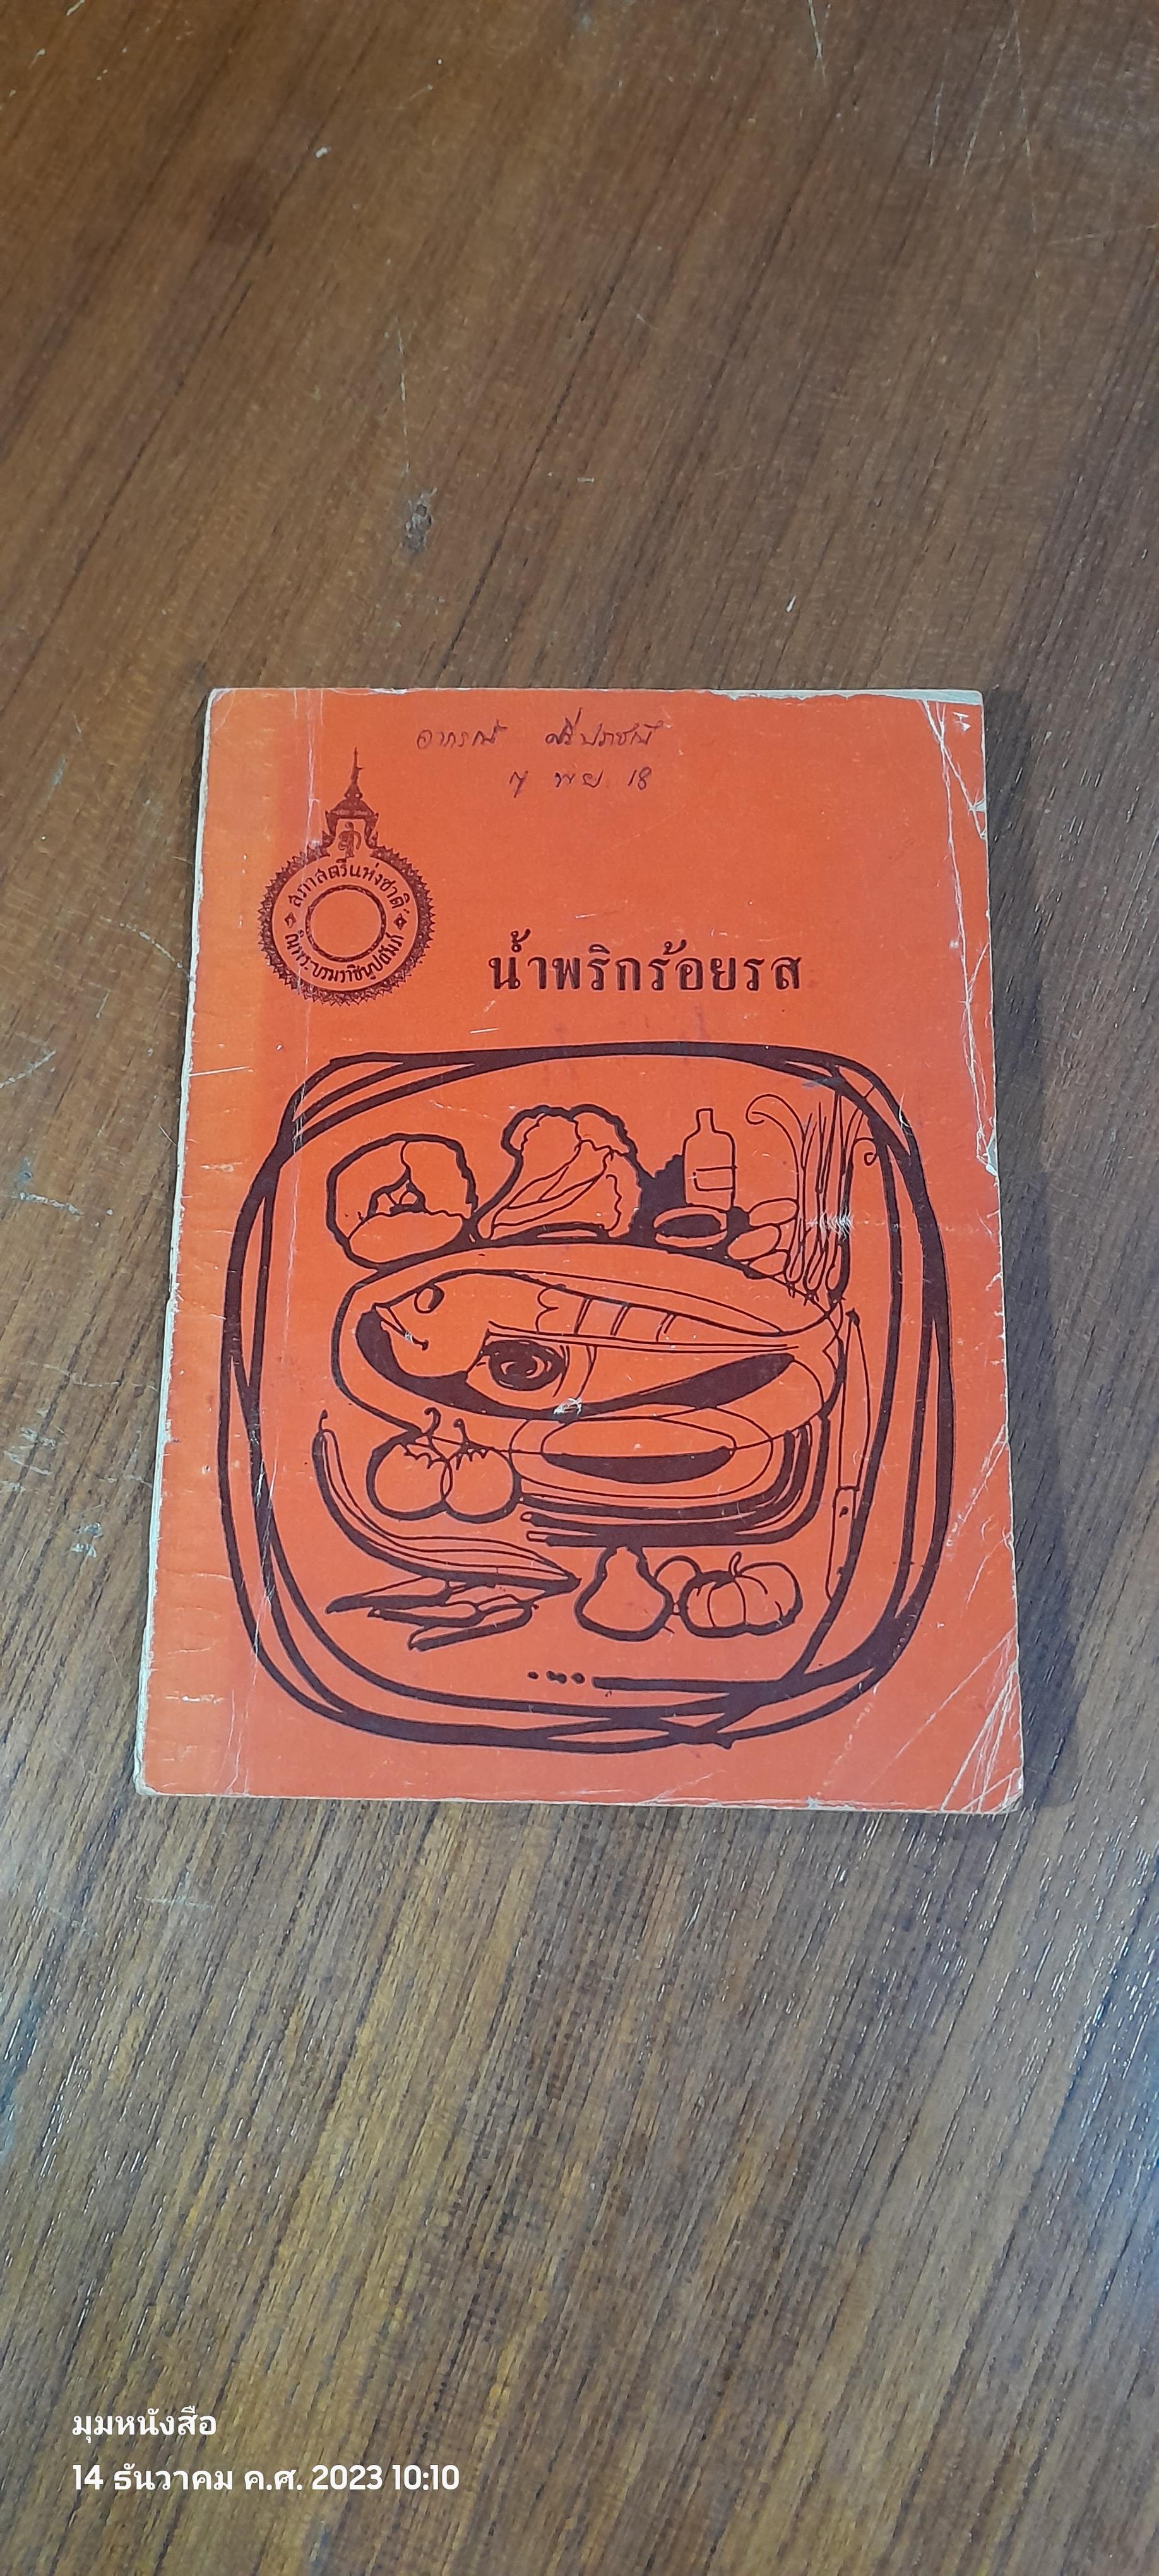 อาภรณ์ ศรีปราชญ์
๗ พย 18
สภาสตรีแห่งชาติ
ในพระบรมราชินูปถัมภ์
น้ำพริกร้อยรส
มุมหนังสือ
14 ธันวาคม ค.ศ. 2023 10:10